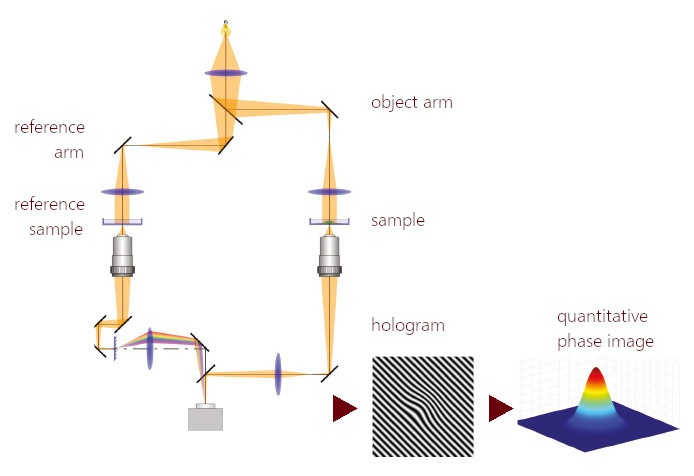 object arm
reference
arm
reference
sample
sample
hologram
quantitative
phase image